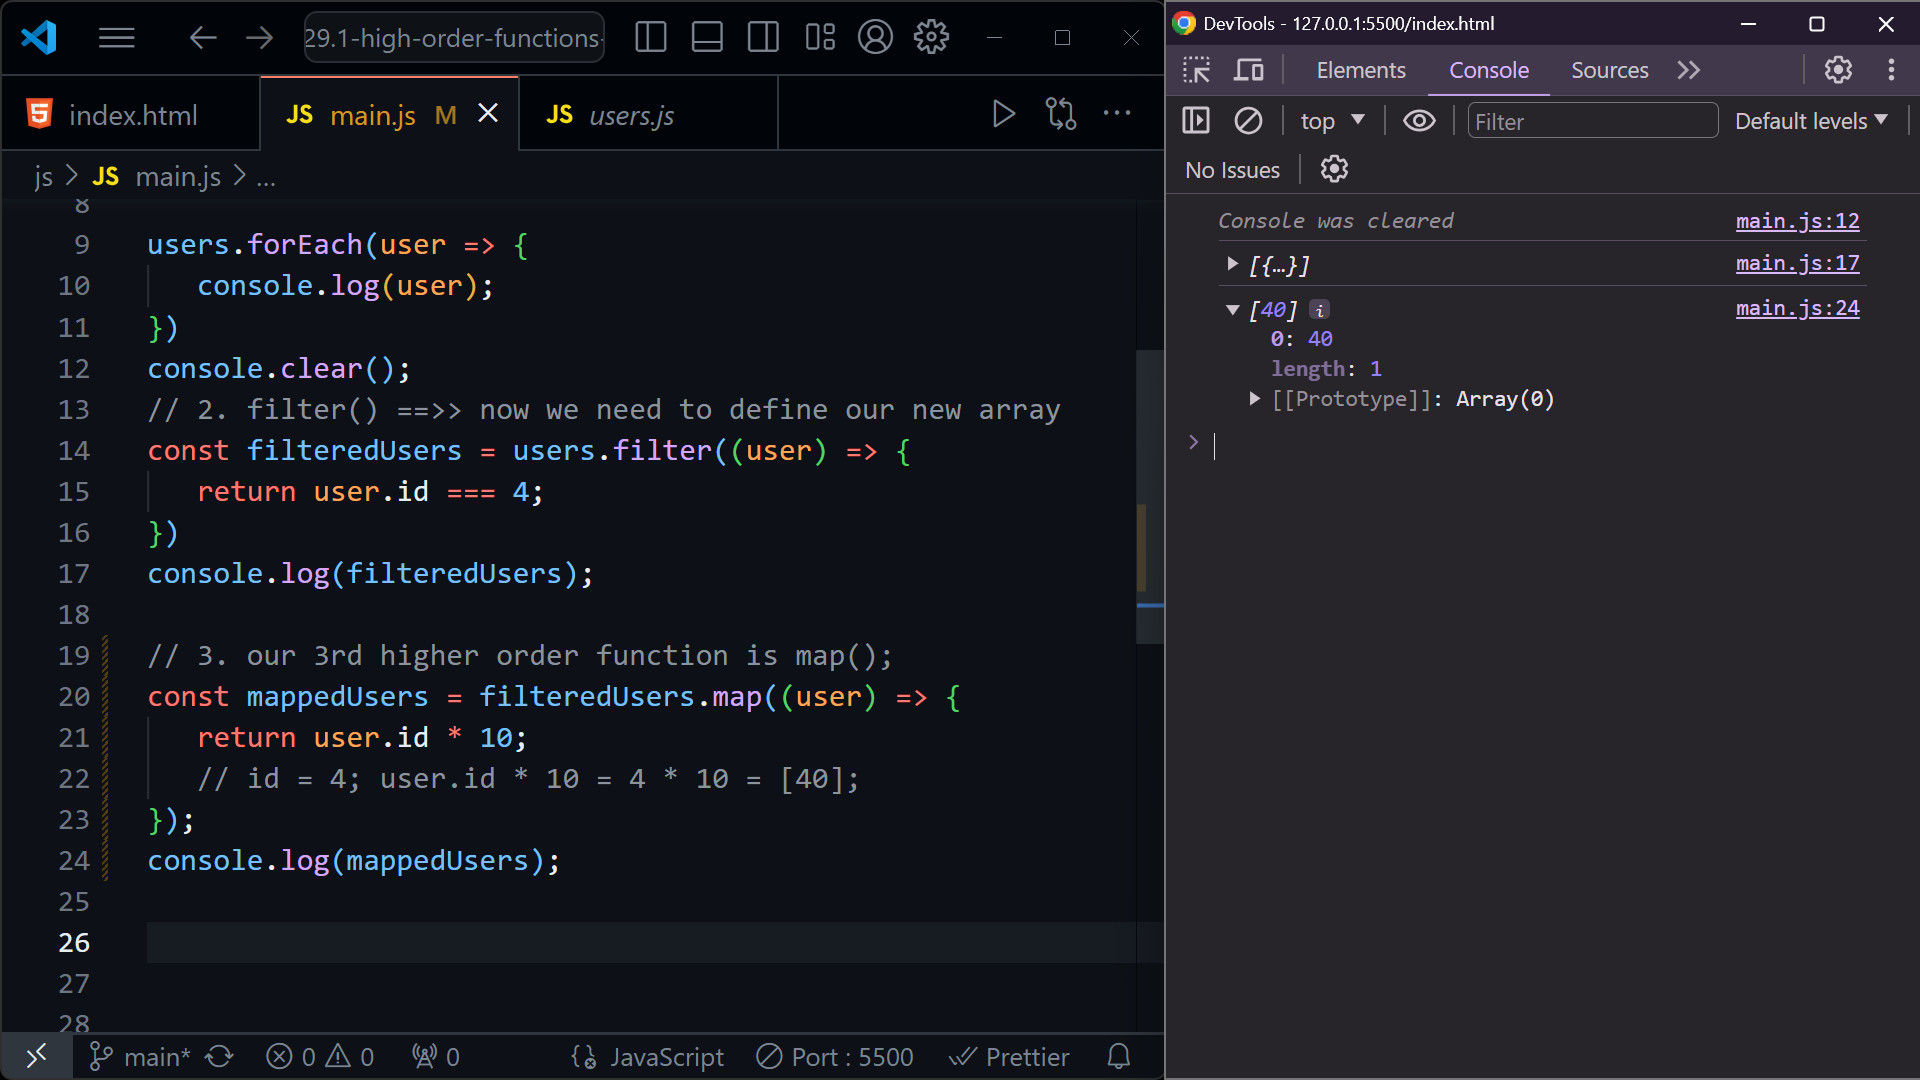 29.1-high-order-functions-
index.html
JS main.js M
JS users.js
js > JS main.js > ...
8
9 users.forEach(user => {
10 console.log(user);
11 })
12 console.clear();
13 // 2. filter() ==>> now we need to define our new array
14 const filteredUsers = users.filter((user) => {
15 return user.id === 4;
16 })
17 console.log(filteredUsers);
18
19 // 3. our 3rd higher order function is map();
20 const mappedUsers = filteredUsers.map((user) => {
21 return user.id * 10;
22 // id = 4; user.id * 10 = 4 * 10 = [40];
23 });
24 console.log(mappedUsers);
25
26
27
28
main* 0 0 0 JavaScript Port : 5500 Prettier
DevTools - 127.0.0.1:5500/index.html
Elements Console Sources
top Filter Default levels
No Issues
Console was cleared main.js:12
[{…}] main.js:17
[40] i main.js:24
0: 40
length: 1
[[Prototype]]: Array(0)
>